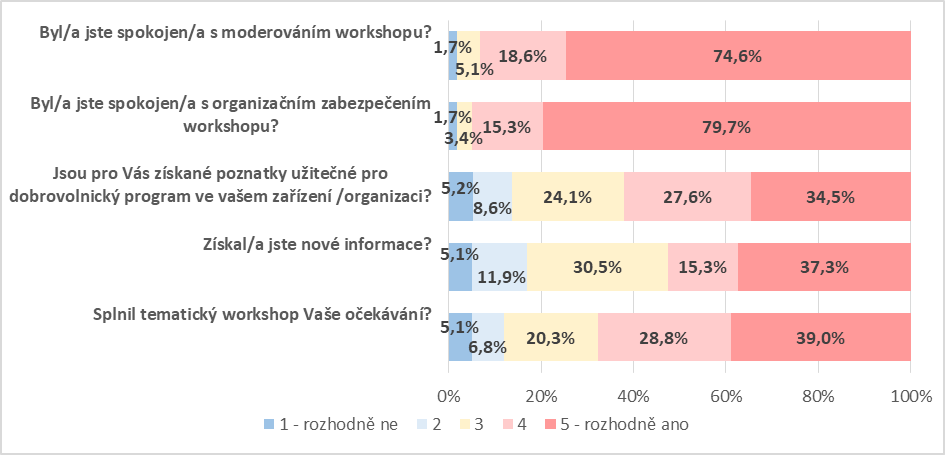 Byl/a jste spokojen/a s moderováním workshopu?
1,7% 5,1% 18,6% 74,6%
Byl/a jste spokojen/a s organizačním zabezpečením
workshopu?
1,7% 3,4% 15,3% 79,7%
Jsou pro Vás získané poznatky užitečné pro
dobrovolnický program ve vašem zařízení /organizaci?
5,2% 8,6% 24,1% 27,6% 34,5%
Získal/a jste nové informace?
5,1% 11,9% 30,5% 15,3% 37,3%
Splnil tematický workshop Vaše očekávání?
5,1% 6,8% 20,3% 28,8% 39,0%
0% 20% 40% 60% 80% 100%
1 - rozhodně ne 2 3 4 5 - rozhodně ano